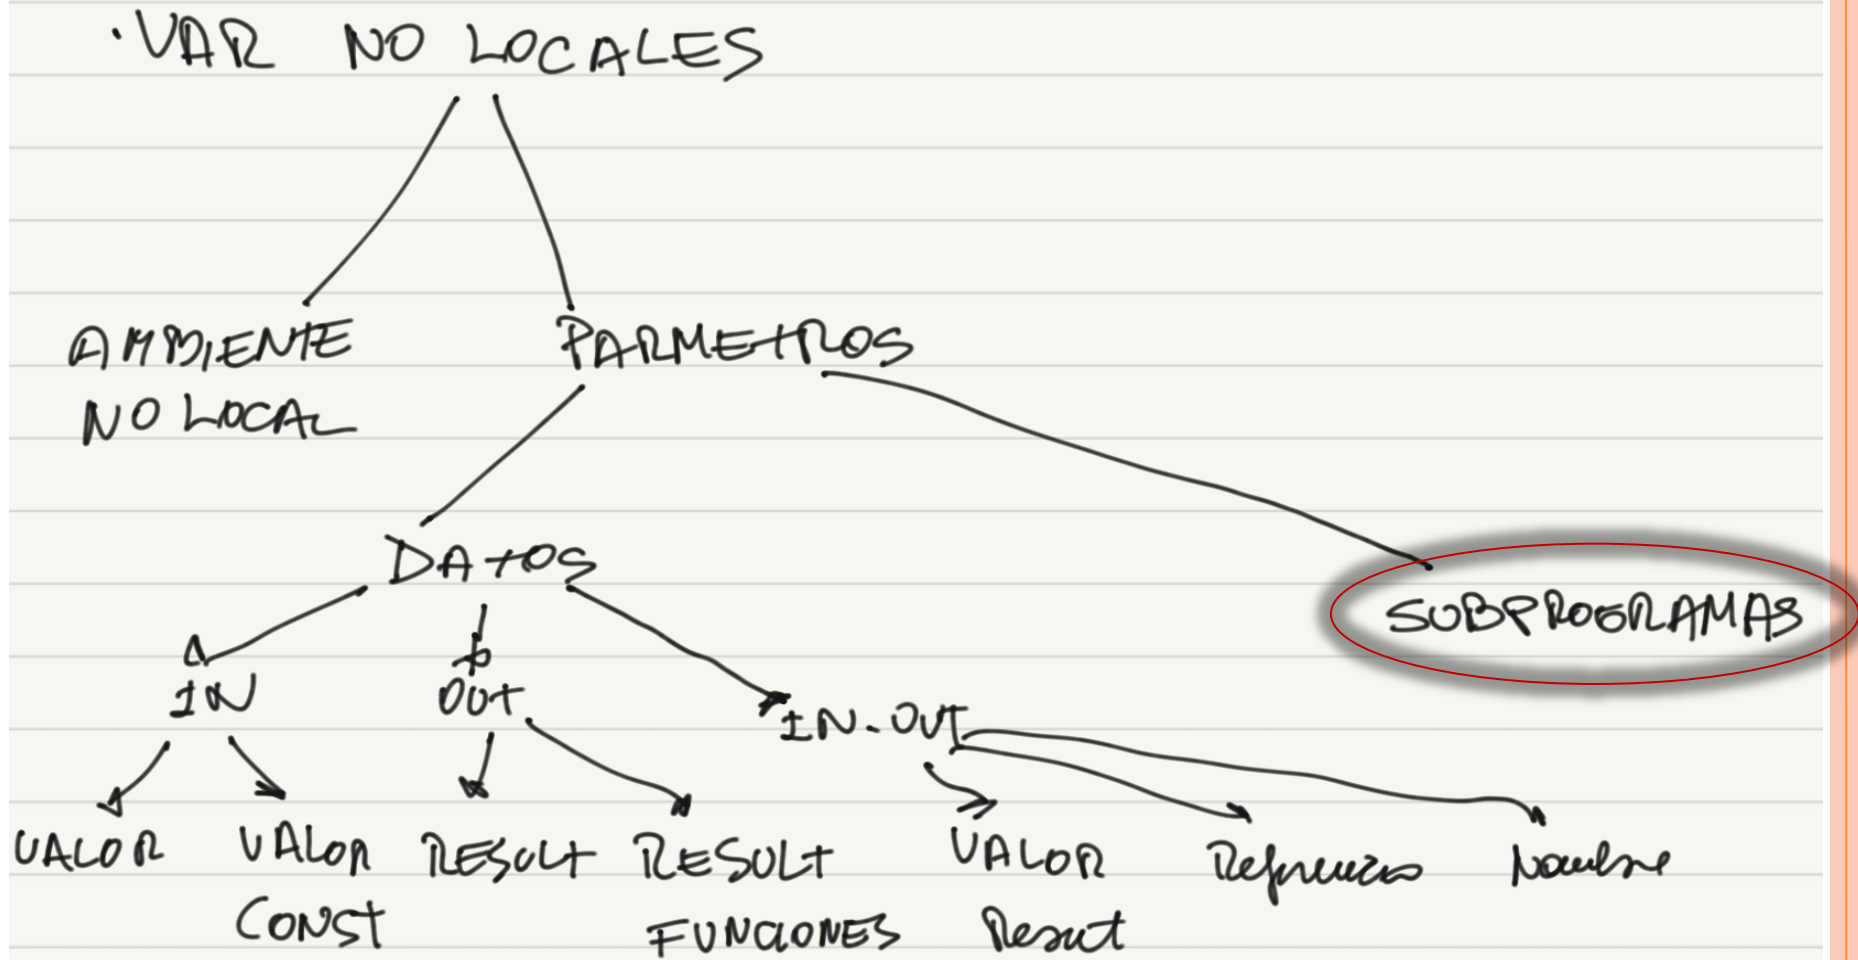 · VAR NO LOCALES
AMBIENTE
NO LOCAL
PARMETROS
DATOS
SUBPROGRAMAS
IN
OUT
IN-OUT
VALOR
VALOR
CONST
RESULT
RESULT
FUNCIONES
VALOR
Result
Referencia
Nombre